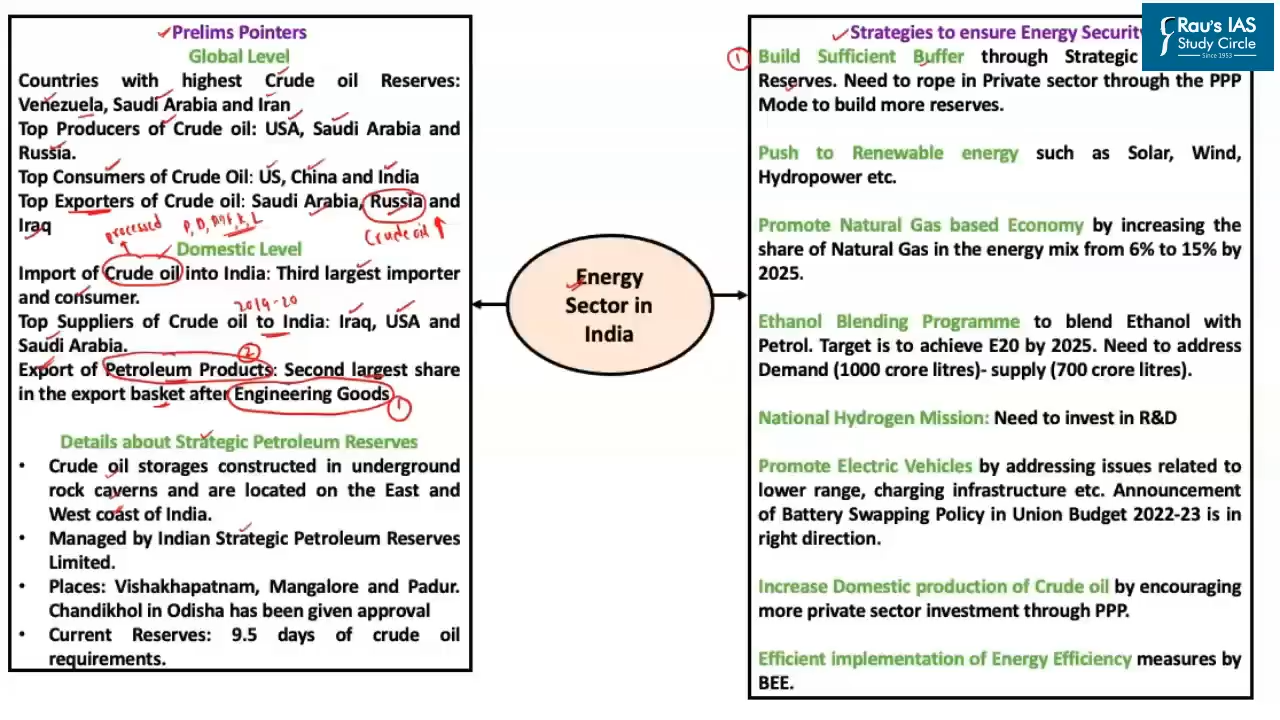 Prelims Pointers
Global Level
Countries with highest Crude oil Reserves:
Venezuela, Saudi Arabia and Iran
Top Producers of Crude oil: USA, Saudi Arabia and
Russia.
Top Consumers of Crude Oil: US, China and India
Top Exporters of Crude oil: Saudi Arabia, Russia and
Iraq
processed
Crude oil
Domestic Level
Import of Crude oil into India: Third largest importer
and consumer.
2019-20
Top Suppliers of Crude oil to India: Iraq, USA and
Saudi Arabia.
2
Export of Petroleum Products: Second largest share
in the export basket after Engineering Goods
1
Details about Strategic Petroleum Reserves
• Crude oil storages constructed in underground
rock caverns and are located on the East and
West coast of India.
• Managed by Indian Strategic Petroleum Reserves
Limited.
• Places: Vishakhapatnam, Mangalore and Padur.
Chandikhol in Odisha has been given approval
• Current Reserves: 9.5 days of crude oil
requirements.
Energy
Sector in
India
Rau's IAS
Study Circle
Since 1953
Strategies to ensure Energy Securit
1
Build Sufficient Buffer through Strategic
Reserves. Need to rope in Private sector through the PPP
Mode to build more reserves.
Push to Renewable energy such as Solar, Wind,
Hydropower etc.
Promote Natural Gas based Economy by increasing the
share of Natural Gas in the energy mix from 6% to 15% by
2025.
Ethanol Blending Programme to blend Ethanol with
Petrol. Target is to achieve E20 by 2025. Need to address
Demand (1000 crore litres)- supply (700 crore litres).
National Hydrogen Mission: Need to invest in R&D
Promote Electric Vehicles by addressing issues related to
lower range, charging infrastructure etc. Announcement
of Battery Swapping Policy in Union Budget 2022-23 is in
right direction.
Increase Domestic production of Crude oil by encouraging
more private sector investment through PPP.
Efficient implementation of Energy Efficiency measures by
BEE.